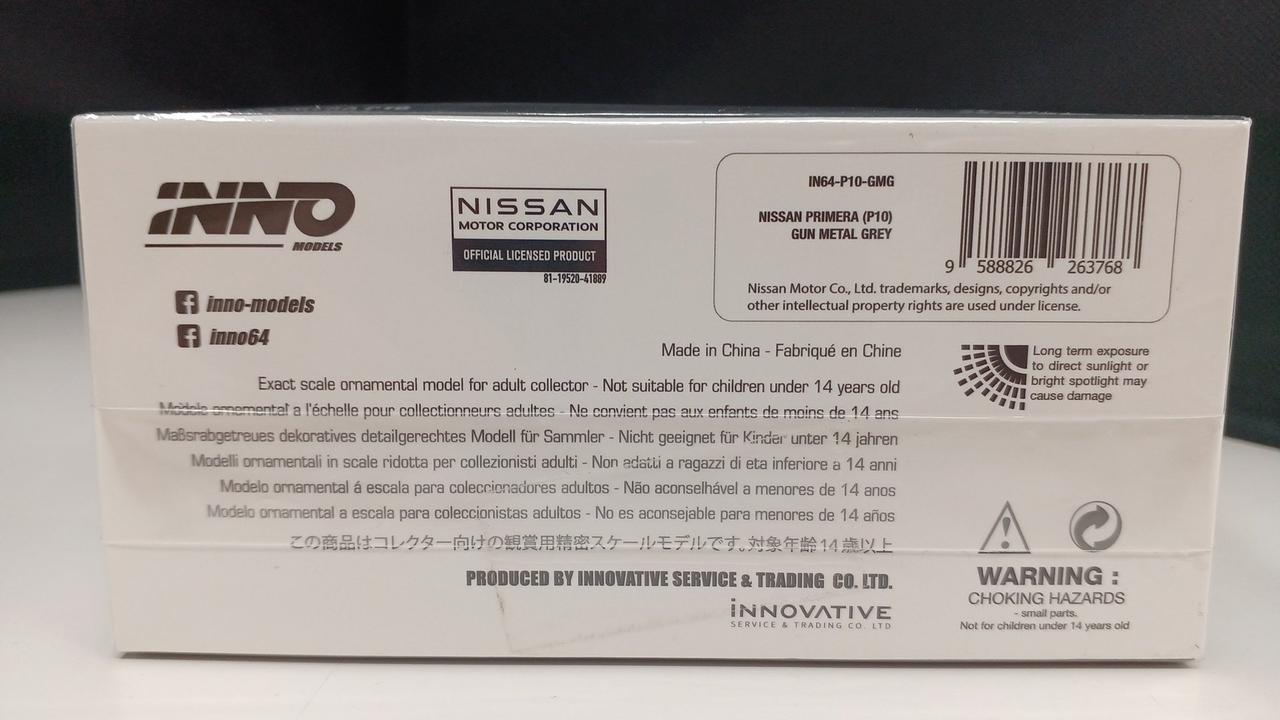 INNO
MODELS
inno-models
inno64
NISSAN
MOTOR CORPORATION
OFFICIAL LICENSED PRODUCT
81-19520-41889
IN64-P10-GMG
NISSAN PRIMERA (P10)
GUN METAL GREY
9 588826 263768
Nissan Motor Co., Ltd. trademarks, designs, copyrights and/or
other intellectual property rights are used under license.
Made in China - Fabriqué en Chine
Long term exposure
to direct sunlight or
bright spotlight may
cause damage
Exact scale ornamental model for adult collector - Not suitable for children under 14 years old
Modele ornemental a l'échelle pour collectionneurs adultes - Ne convient pas aux enfants de moins de 14 ans
Maßsrabgetreues dekoratives detailgerechtes Modell für Sammler - Nicht geeignet für Kinder unter 14 jahren
Modelli ornamentali in scale ridotta per collezionisti adulti - Non adatti a ragazzi di eta inferiore a 14 anni
Modelo ornamental á escala para coleccionadores adultos - Não aconselhável a menores de 14 anos
Modelo ornamental a escala para coleccionistas adultos - No es aconsejable para menores de 14 años
この商品はコレクター向けの観賞用精密スケールモデルです。対象年齢14歳以上
PRODUCED BY INNOVATIVE SERVICE & TRADING CO. LTD.
iNNOVATIVE
SERVICE & TRADING CO. LTD
WARNING :
CHOKING HAZARDS
- small parts.
Not for children under 14 years old